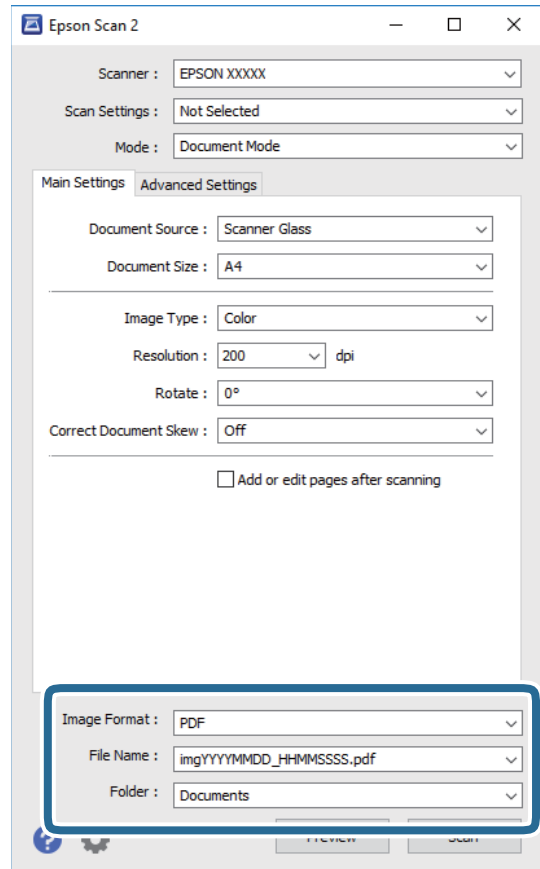 Epson Scan 2
Scanner : EPSON XXXXX
Scan Settings : Not Selected
Mode : Document Mode
Main Settings Advanced Settings
Document Source : Scanner Glass
Document Size : A4
Image Type : Color
Resolution : 200 dpi
Rotate : 0°
Correct Document Skew : Off
Add or edit pages after scanning
Image Format : PDF
File Name : imgYYYYMMDD_HHMMSSSS.pdf
Folder : Documents
? Preview Scan